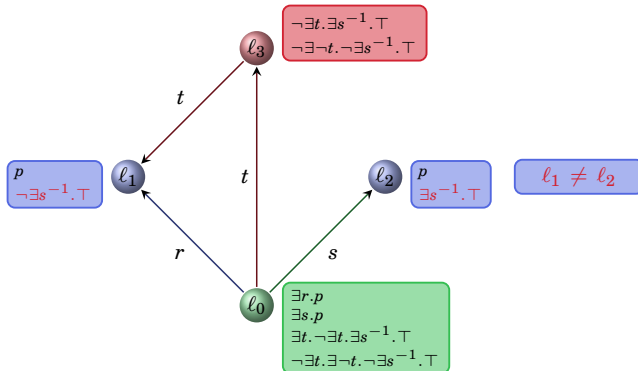 ¬∃t.∃s⁻¹.⊤
¬∃¬t.¬∃s⁻¹.⊤
ℓ₃
t
p
¬∃s⁻¹.⊤
ℓ₁
t
ℓ₂
p
∃s⁻¹.⊤
ℓ₁ ≠ ℓ₂
r
s
ℓ₀
∃r.p
∃s.p
∃t.¬∃t.∃s⁻¹.⊤
¬∃t.∃¬t.¬∃s⁻¹.⊤